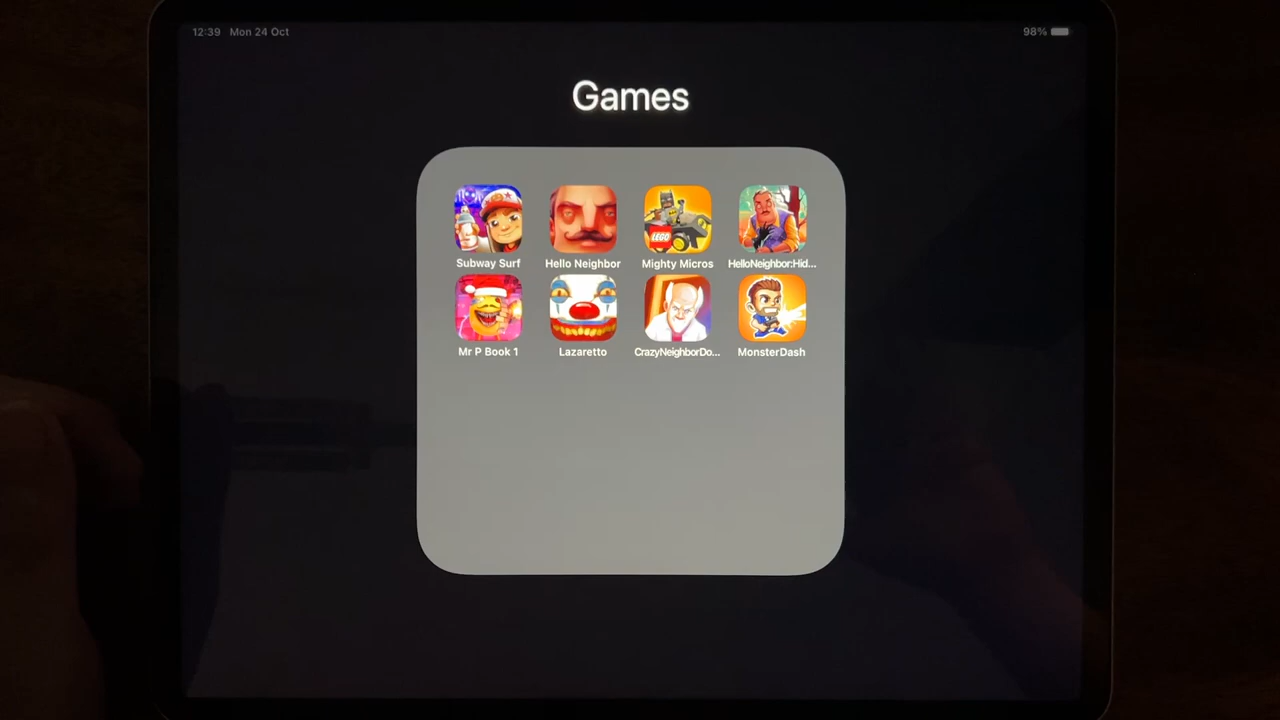 12:39 Mon 24 Oct 98%
Games
LEGO
Subway Surf Hello Neighbor Mighty Micros HelloNeighbor:Hid...
Mr P Book 1 Lazaretto CrazyNeighborDo... MonsterDash